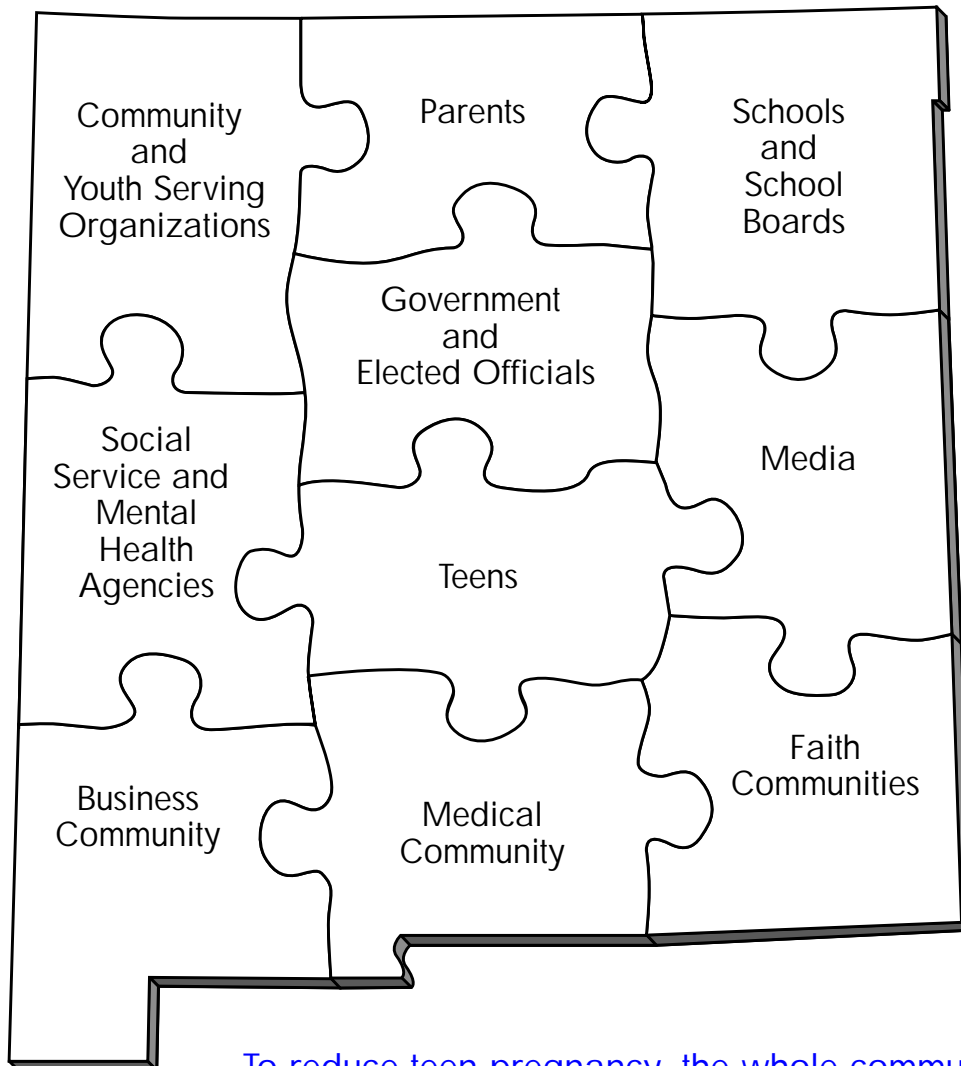 Community
and
Youth Serving
Organizations
Parents
Schools
and
School
Boards
Government
and
Elected Officials
Social
Service and
Mental
Health
Agencies
Media
Teens
Business
Community
Medical
Community
Faith
Communities
To reduce teen pregnancy, the whole